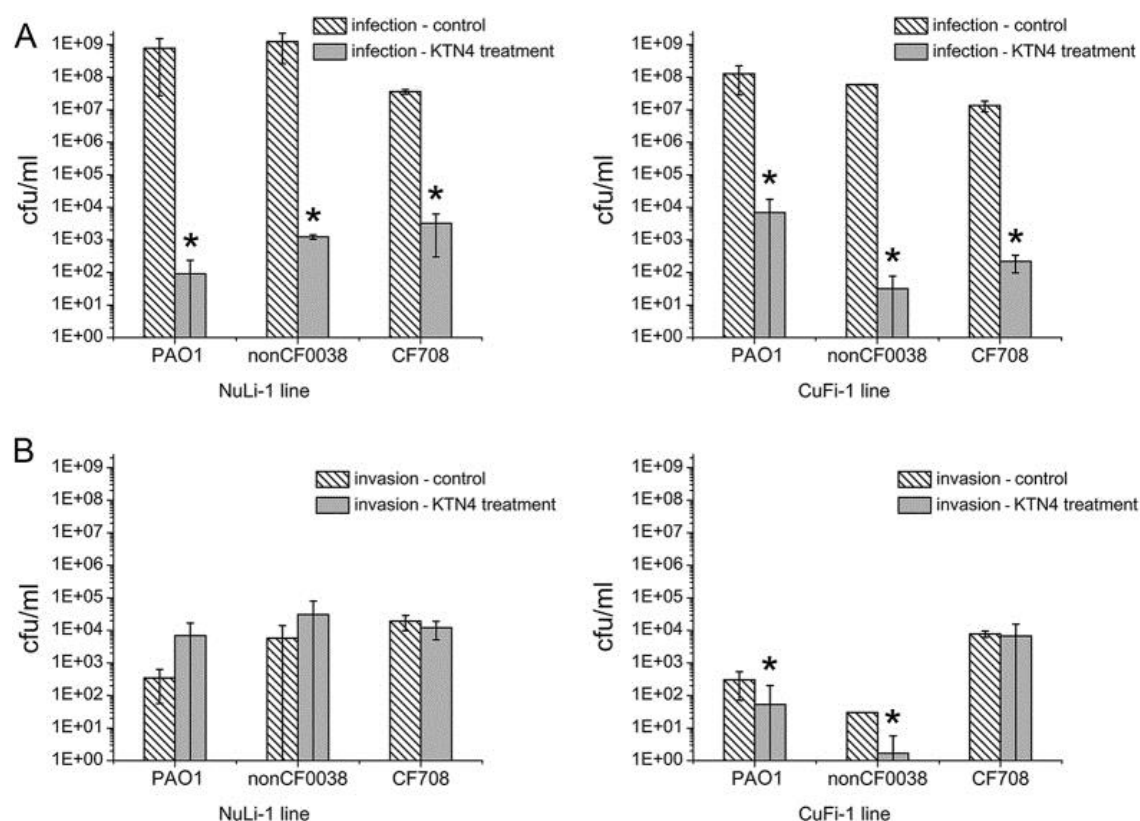 A
infection - control
infection - KTN4 treatment
cfu/ml
1E+09
1E+08
1E+07
1E+06
1E+05
1E+04
1E+03
1E+02
1E+01
1E+00
*
*
*
PAO1 nonCF0038 CF708
NuLi-1 line
infection - control
infection - KTN4 treatment
cfu/ml
1E+09
1E+08
1E+07
1E+06
1E+05
1E+04
1E+03
1E+02
1E+01
1E+00
*
*
*
PAO1 nonCF0038 CF708
CuFi-1 line
B
invasion - control
invasion - KTN4 treatment
cfu/ml
1E+09
1E+08
1E+07
1E+06
1E+05
1E+04
1E+03
1E+02
1E+01
1E+00
PAO1 nonCF0038 CF708
NuLi-1 line
invasion - control
invasion - KTN4 treatment
cfu/ml
1E+09
1E+08
1E+07
1E+06
1E+05
1E+04
1E+03
1E+02
1E+01
1E+00
*
*
PAO1 nonCF0038 CF708
CuFi-1 line